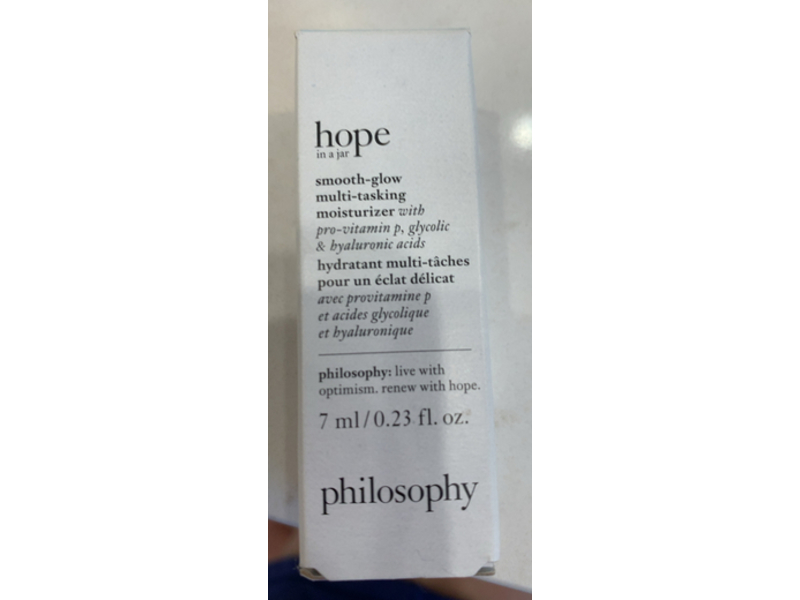 hope
in a jar
smooth-glow
multi-tasking
moisturizer with
pro-vitamin p, glycolic
& hyaluronic acids
hydratant multi-tâches
pour un éclat délicat
avec provitamine p
et acides glycolique
et hyaluronique
philosophy: live with
optimism. renew with hope.
7 ml/0.23 fl. oz.
philosophy